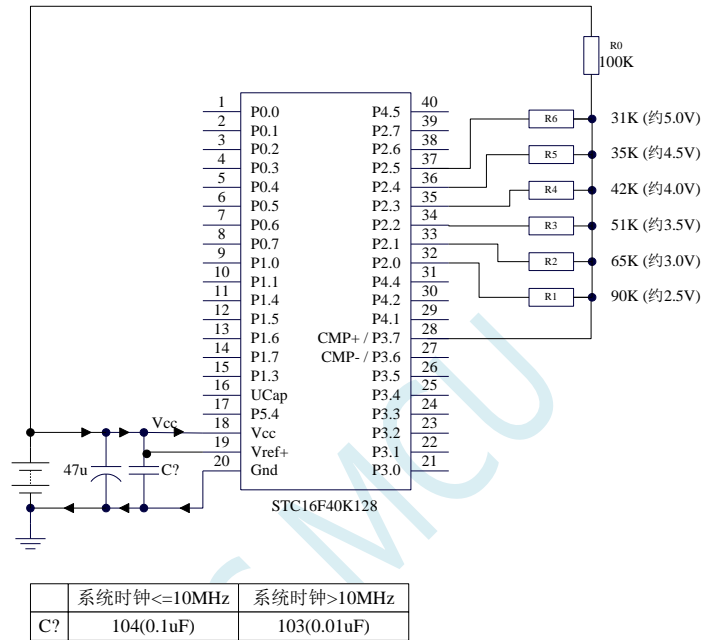 R0
100K
1 P0.0 P4.5 40
2 P0.1 P2.7 39
3 P0.2 P2.6 38
4 P0.3 P2.5 37
5 P0.4 P2.4 36
6 P0.5 P2.3 35
7 P0.6 P2.2 34
8 P0.7 P2.1 33
9 P1.0 P2.0 32
10 P1.1 P4.4 31
11 P1.4 P4.2 30
12 P1.5 P4.1 29
13 P1.6 CMP+ / P3.7 28
14 P1.7 CMP- / P3.6 27
15 P1.3 P3.5 26
16 UCap P3.4 25
17 P5.4 P3.3 24
18 Vcc P3.2 23
19 Vref+ P3.1 22
20 Gnd P3.0 21
R6 31K (约5.0V)
R5 35K (约4.5V)
R4 42K (约4.0V)
R3 51K (约3.5V)
R2 65K (约3.0V)
R1 90K (约2.5V)
Vcc
47u
C?
STC16F40K128
MCU
系统时钟<=10MHz 系统时钟>10MHz
C? 104(0.1uF) 103(0.01uF)